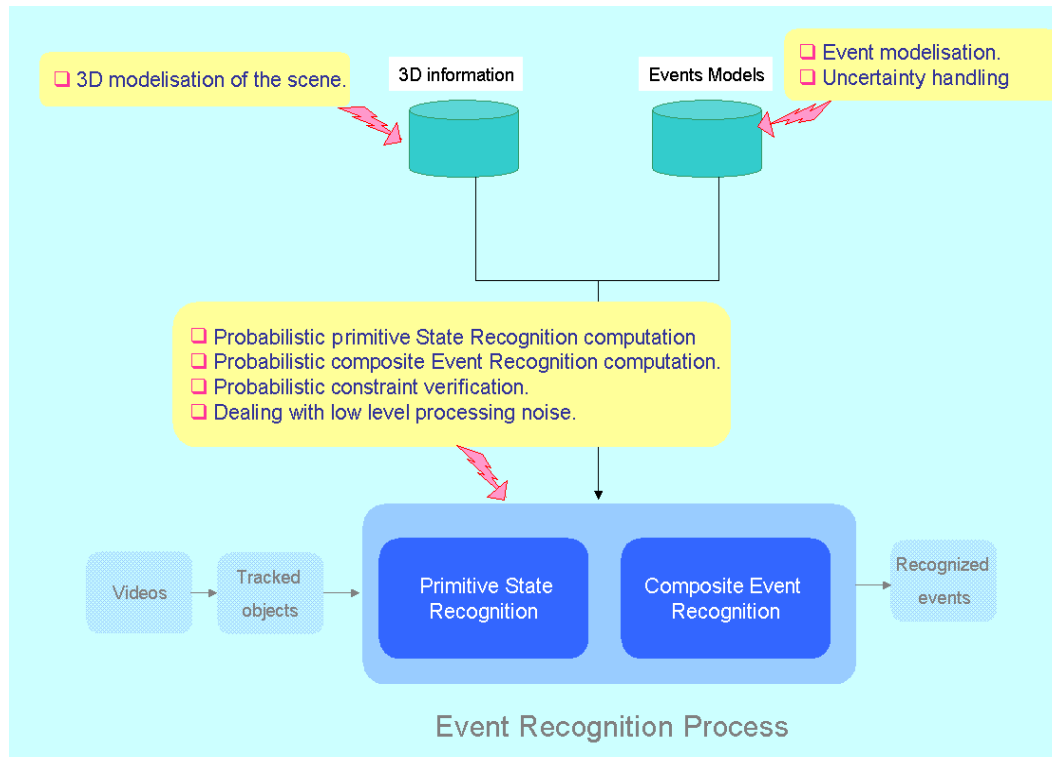 ❑ 3D modelisation of the scene.
3D information
Events Models
❑ Event modelisation.
❑ Uncertainty handling
❑ Probabilistic primitive State Recognition computation
❑ Probabilistic composite Event Recognition computation.
❑ Probabilistic constraint verification.
❑ Dealing with low level processing noise.
Videos
Tracked
objects
Primitive State
Recognition
Composite Event
Recognition
Recognized
events
Event Recognition Process